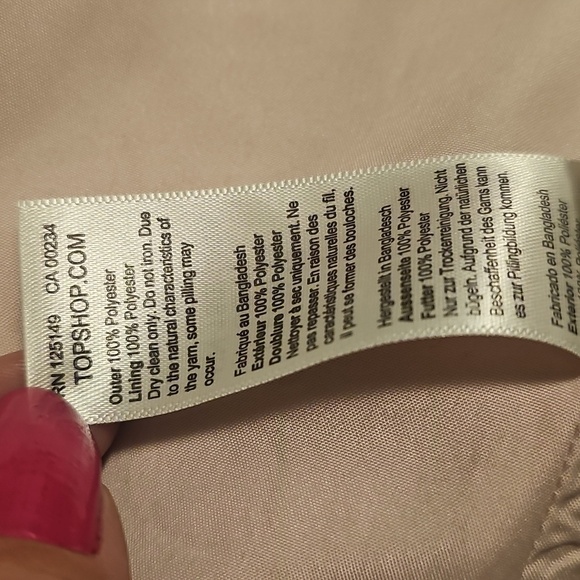 RN 125149 CA 00234
TOPSHOP.COM
Outer 100% Polyester
Lining 100% Polyester
Dry clean only. Do not iron. Due
to the natural characteristics of
the yarn, some pilling may
occur.
Fabriqué au Bangladesh
Extérieur 100% Polyester
Doublure 100% Polyester
Nettoyer à sec uniquement. Ne
pas repasser. En raison des
caractéristiques naturelles du fil,
il peut se former des bouloches.
Hergestellt in Bangladesch
Aussenseite 100% Polyester
Futter 100% Polyester
Nur zur Trockenreinigung. Nicht
bügeln. Aufgrund der natürlichen
Beschaffenheit des Garns kann
es zur Pillingbildung kommen.
Fabricado en Bangladesh
Exterior 100% Poliéster